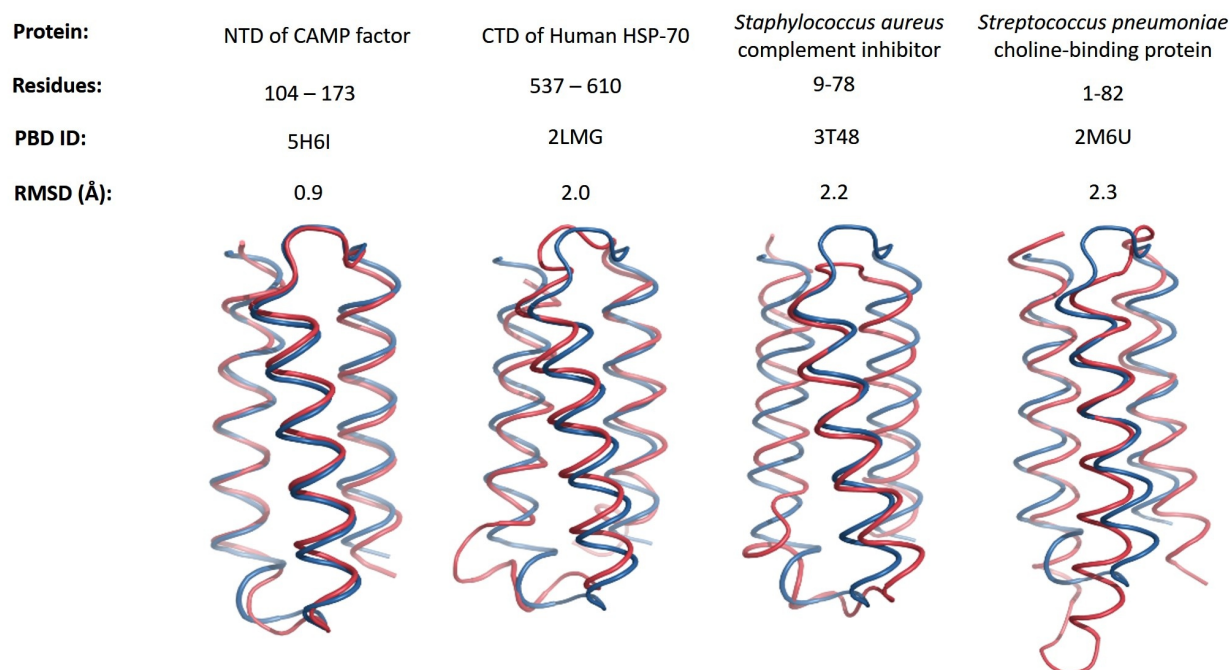 Protein: NTD of CAMP factor CTD of Human HSP-70 Staphylococcus aureus complement inhibitor Streptococcus pneumoniae choline-binding protein
Residues: 104 – 173 537 – 610 9-78 1-82
PBD ID: 5H6I 2LMG 3T48 2M6U
RMSD (Å): 0.9 2.0 2.2 2.3